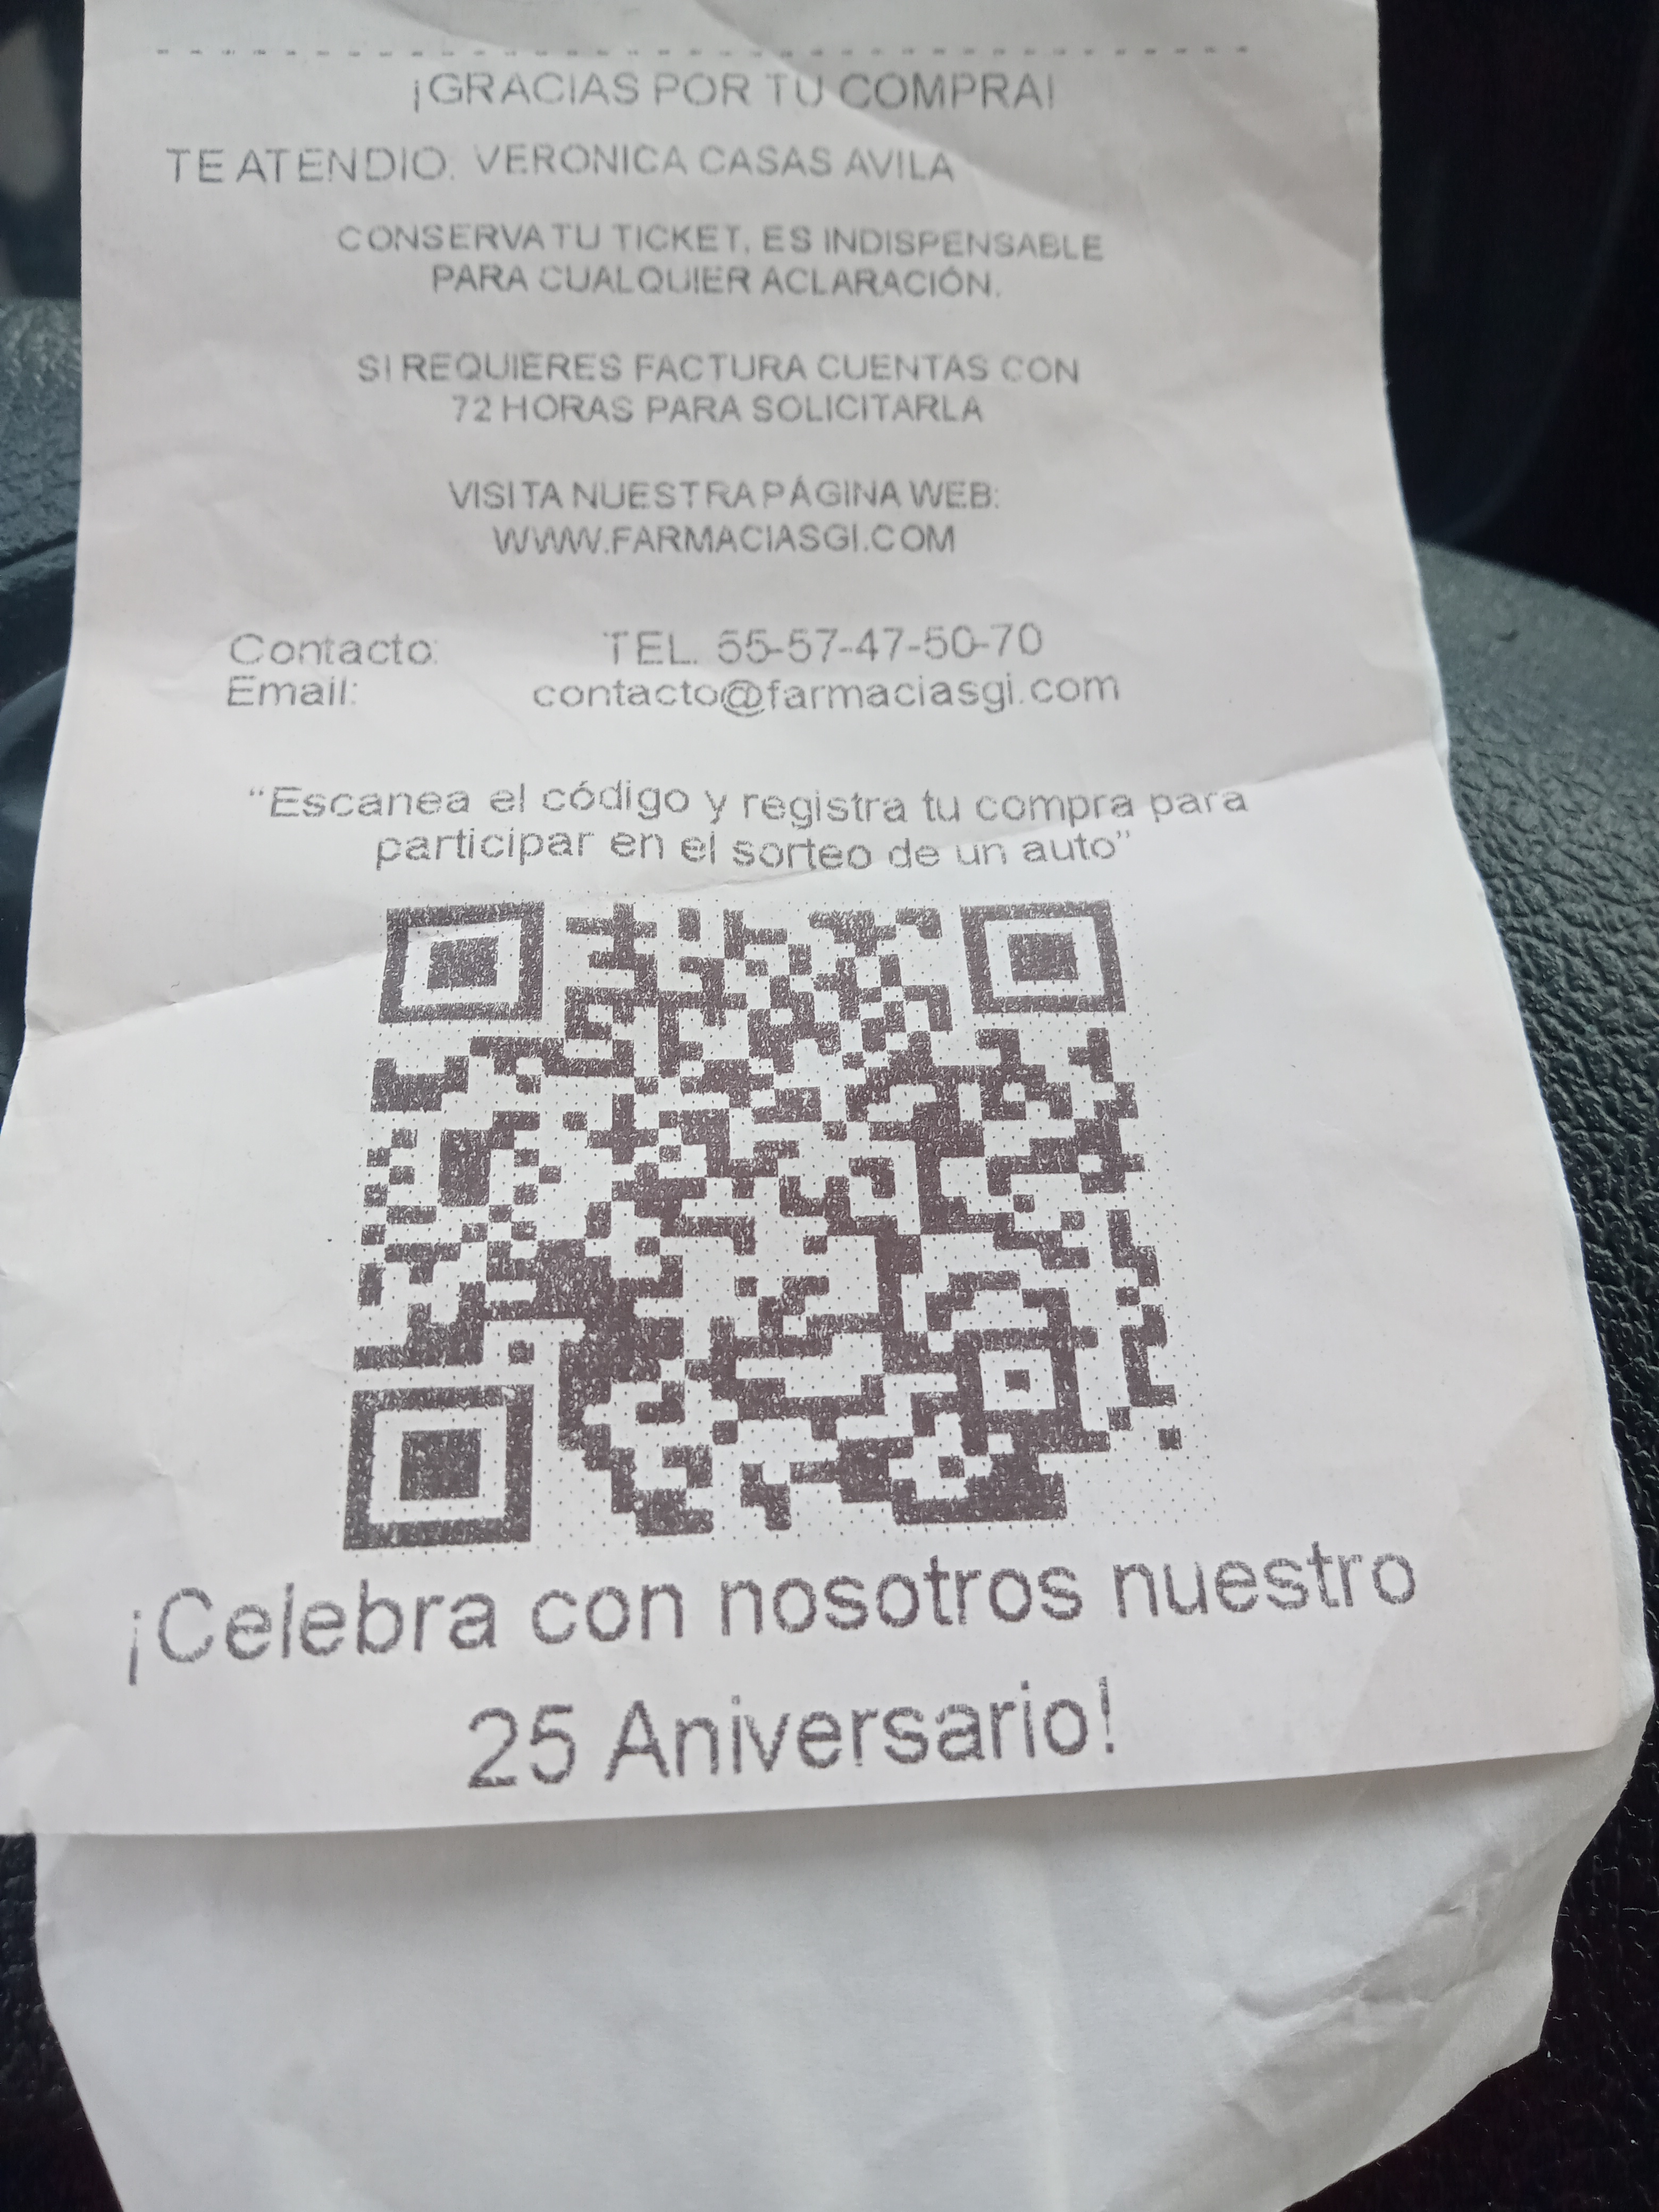 ¡GRACIAS POR TU COMPRA!
TE ATENDIO: VERONICA CASAS AVILA
CONSERVA TU TICKET, ES INDISPENSABLE
PARA CUALQUIER ACLARACIÓN.
SI REQUIERES FACTURA CUENTAS CON
72 HORAS PARA SOLICITARLA
VISITA NUESTRA PÁGINA WEB:
WWW.FARMACIASGI.COM
Contacto: TEL. 55-57-47-50-70
Email: contacto@farmaciasgi.com
“Escanea el código y registra tu compra para
participar en el sorteo de un auto”
¡Celebra con nosotros nuestro
25 Aniversario!